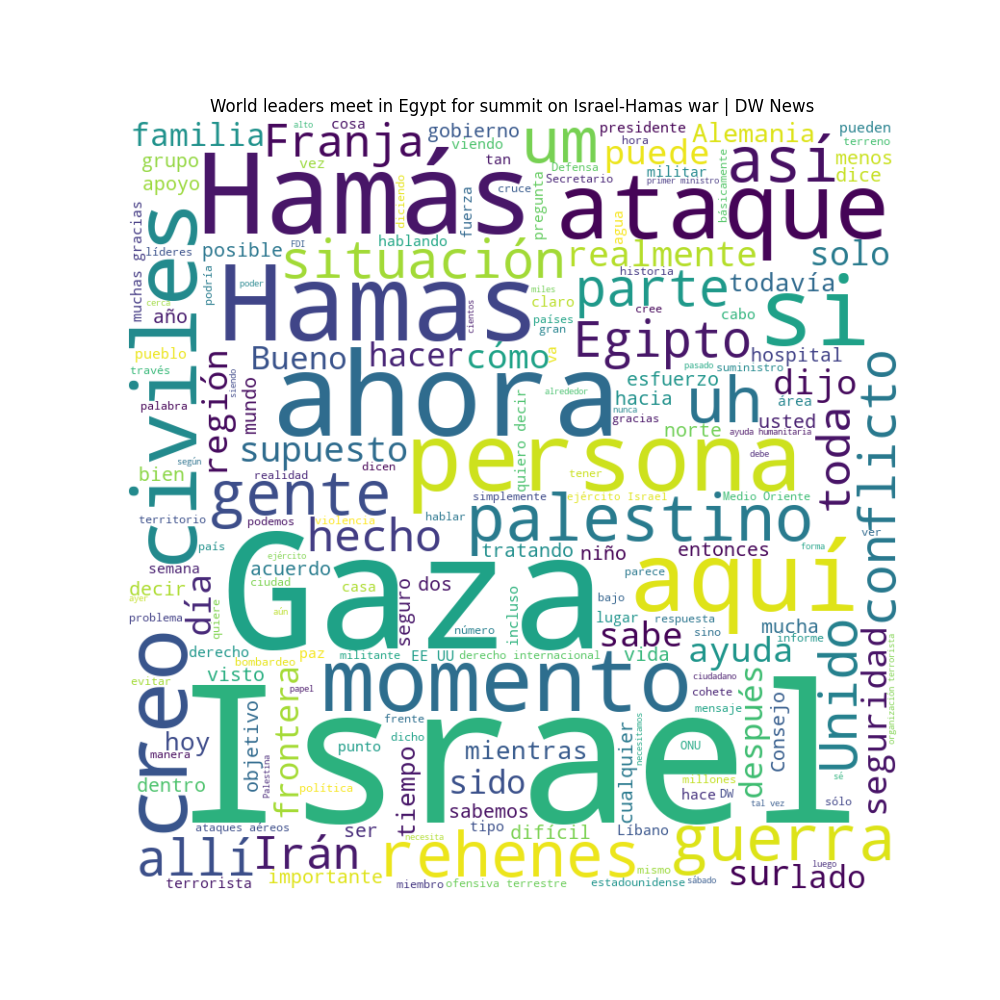 World leaders meet in Egypt for summit on Israel-Hamas war | DW News
alto
cosa
familia
Franja
gobierno
viendo
um
presidente
hora
Alemania
pueden
terreno
grupo
vez
tan
puede
así
menos
apoyo
Hamás
cruce
Defensa
Secretario
militar
primer ministro
dice
ataque
diciendo
fuerza
pregunta
agua
básicamente
muchas gracias
civiles
líderes
posible
FDI
hablando
situación
realmente
solo
historia
podría
poder
Hamas
miles
parte
todavía
si
cerca
año
cientos
claro
países
gran
cree
cabo
pueblo
Bueno
hacer
cómo
va
Egipto
hospital
través
región
siendo
mundo
ahora
pasado
suministro
alrededor
esfuerzo
dijo
palabra
nunca
hacia
uh
área
gracias
usted
quiero decir
norte
ayuda humanitaria
toda
conflicto
supuesto
persona
debe
bien
según
dicen
realidad
tener
gente
simplemente
ejército Israel
Medio Oriente
territorio
podemos
violencia
hablar
palestino
ver
hecho
país
ejército
tratando
niño
entonces
forma
semana
acuerdo
Gaza
parece
aquí
decir
día
ciudad
casa
seguro
dos
bajo
ayer
quiere
aún
incluso
lugar
respuesta
problema
número
sino
sabe
mucha
informe
creo
derecho
paz
militante
EE UU
derecho internacional
vida
ayuda
Unido
seguridad
organización terrorista
bombardeo
visto
evitar
frontera
papel
momento
ciudadano
después
cohete
objetivo
Palestina
Israel
frente
mensaje
Consejo
hoy
manera
dicho
punto
tiempo
mientras
cualquier
necesitamos
ONU
dentro
política
sido
millones
sé
hace
DW
tal vez
sólo
sabemos
ataques aéreos
ser
tipo
difícil
Líbano
necesita
guerra
allí
Irán
rehenes
luego
mismo
terrorista
importante
miembro
ofensiva terrestre
estadounidense
sábado
sur
lado